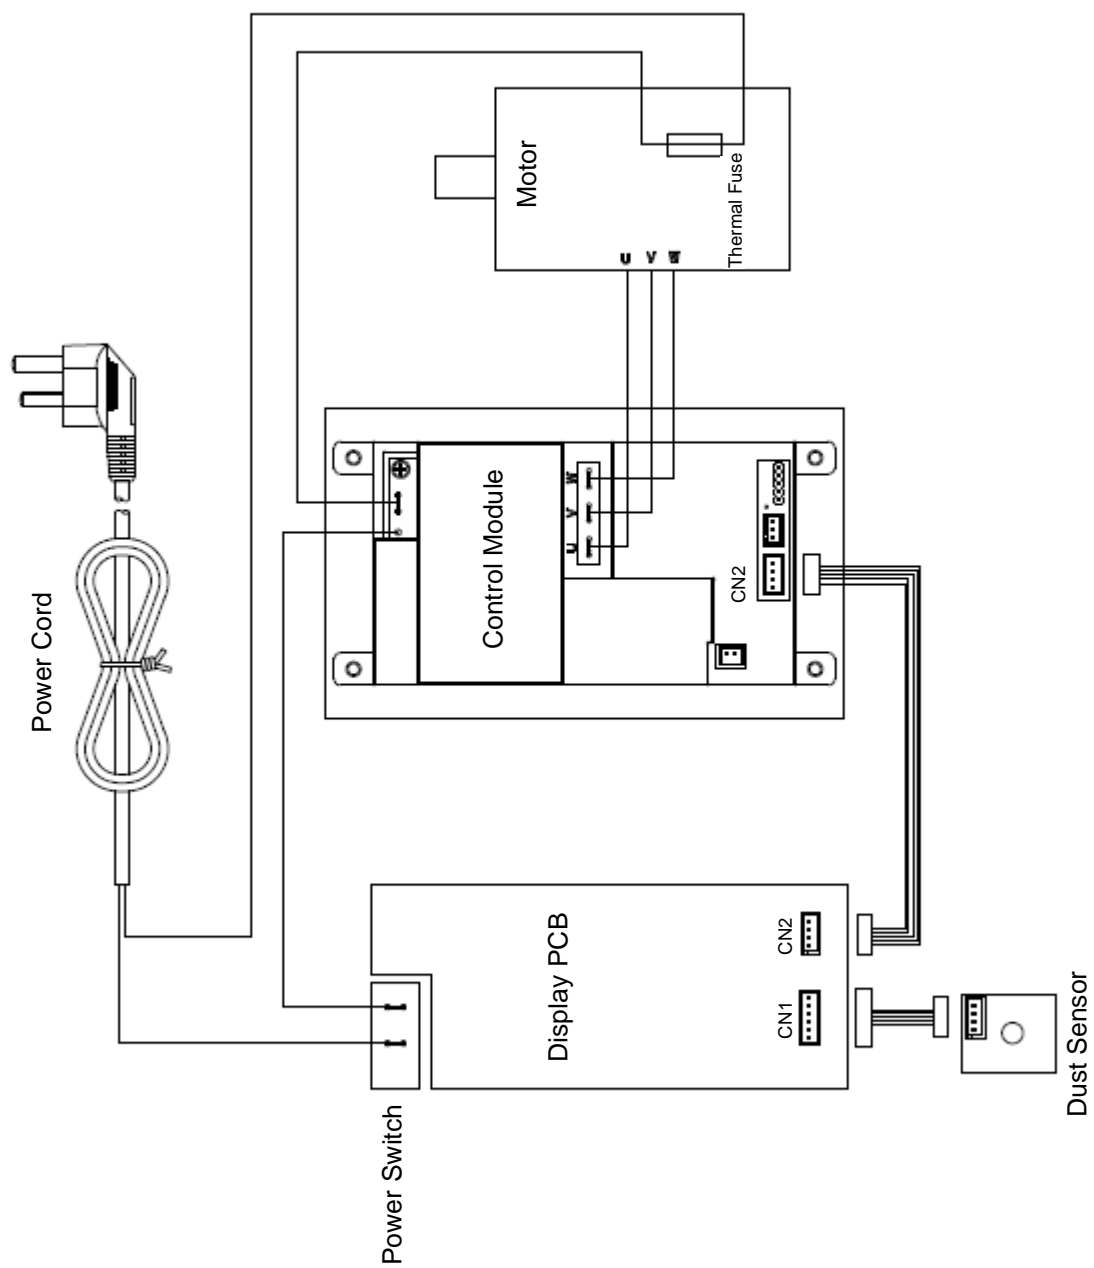 Motor
Thermal Fuse
U V W
Power Cord
Control Module
U V W
CN2
Display PCB
CN2
CN1
Power Switch
Dust Sensor